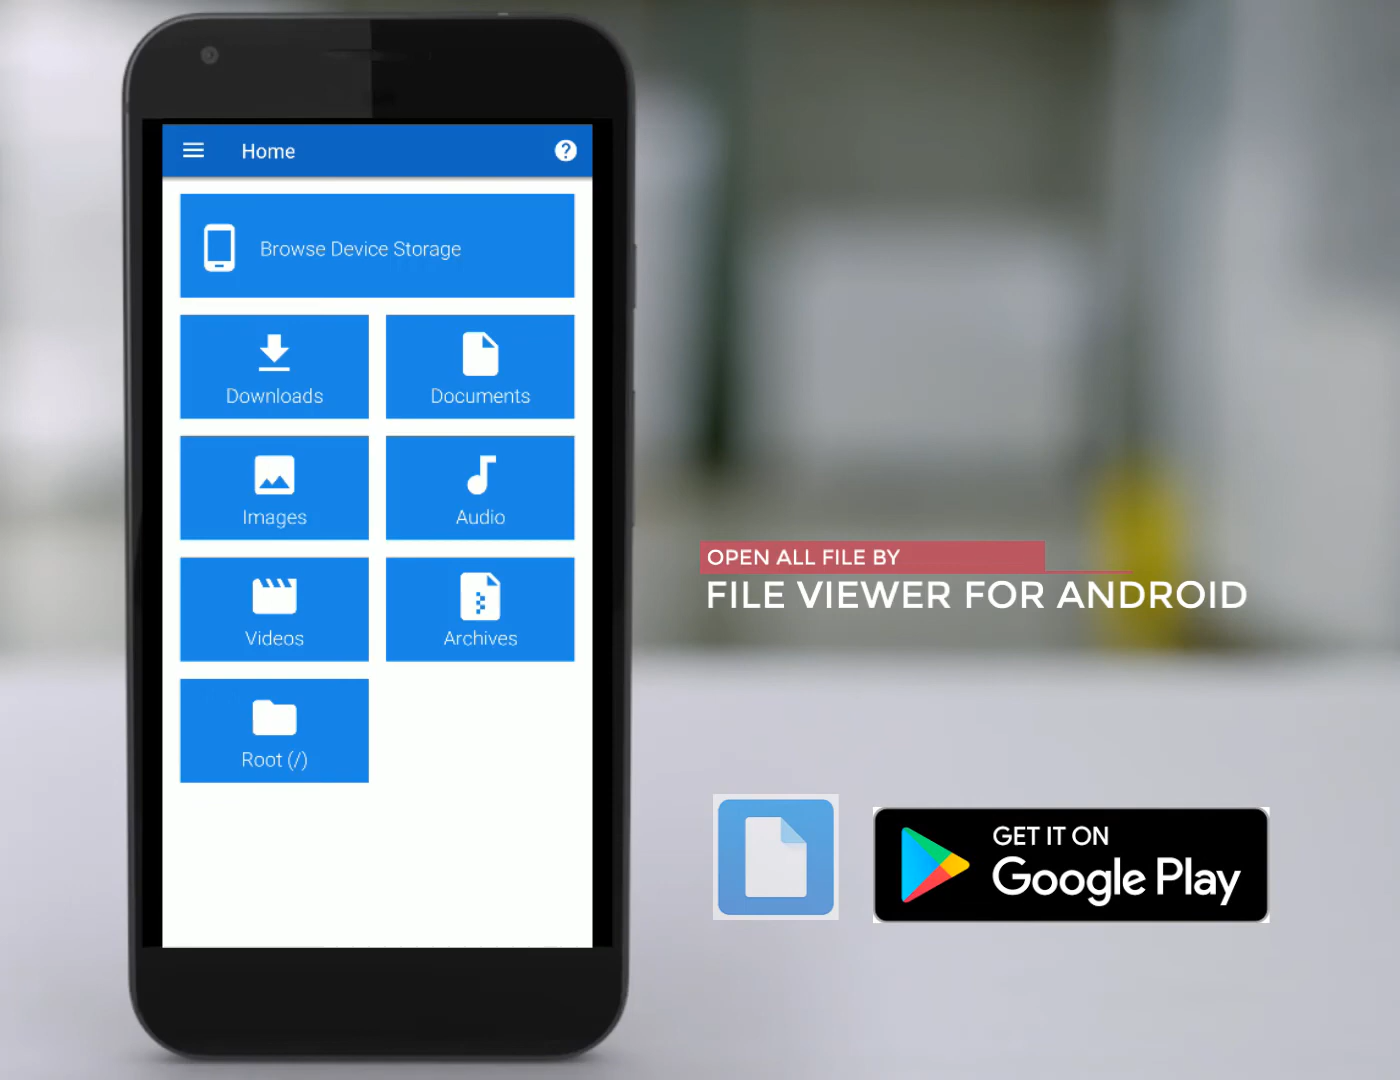 Home
Browse Device Storage
Downloads
Documents
Images
Audio
Videos
Archives
Root (/)
OPEN ALL FILE BY
FILE VIEWER FOR ANDROID
GET IT ON
Google Play